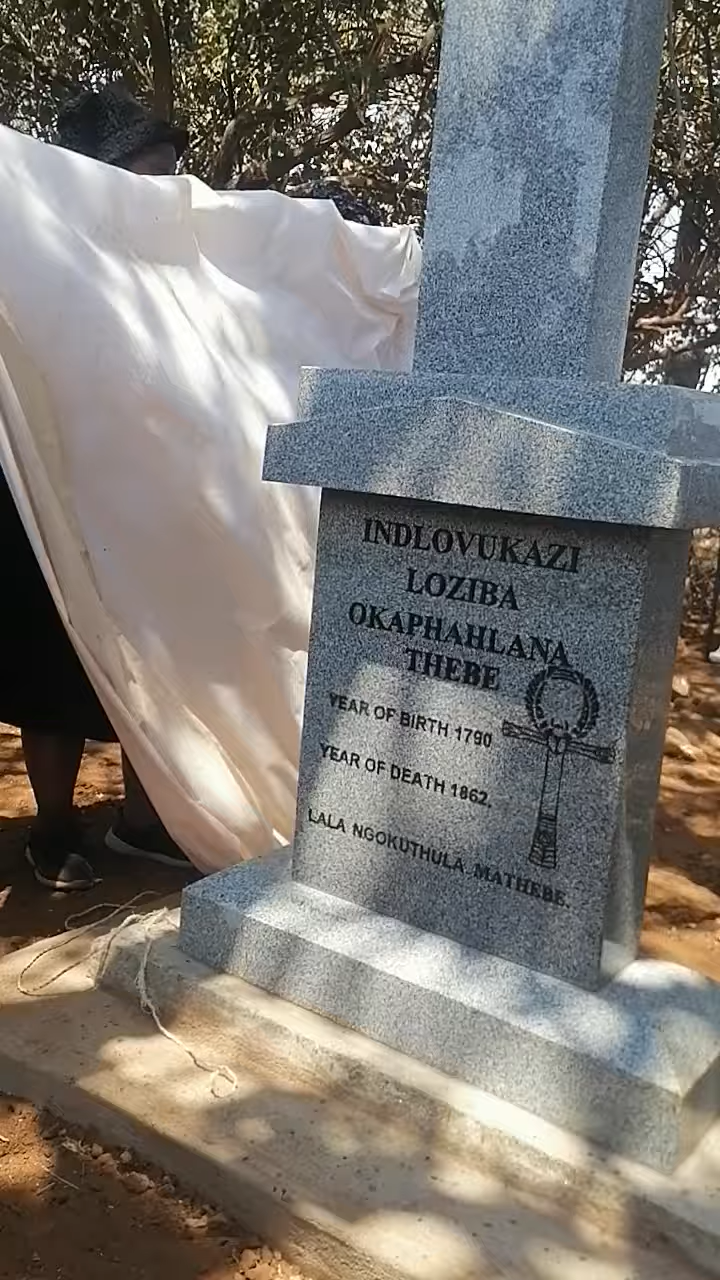 INDLOVUKAZI
LOZIBA
OKAPHAHLANA
THEBE
YEAR OF BIRTH 1790
YEAR OF DEATH 1862.
LALA NGOKUTHULA MATHEBE.